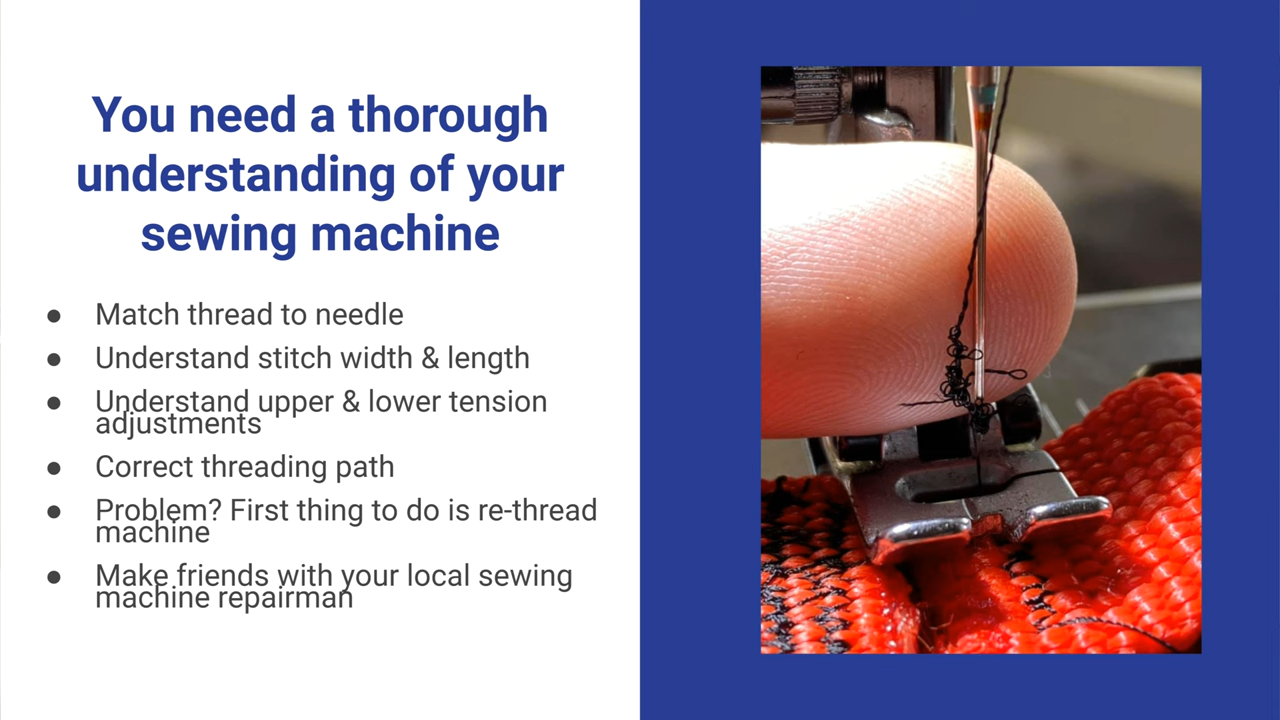 You need a thorough
understanding of your
sewing machine
● Match thread to needle
● Understand stitch width & length
● Understand upper & lower tension
adjustments
● Correct threading path
● Problem? First thing to do is re-thread
machine
● Make friends with your local sewing
machine repairman